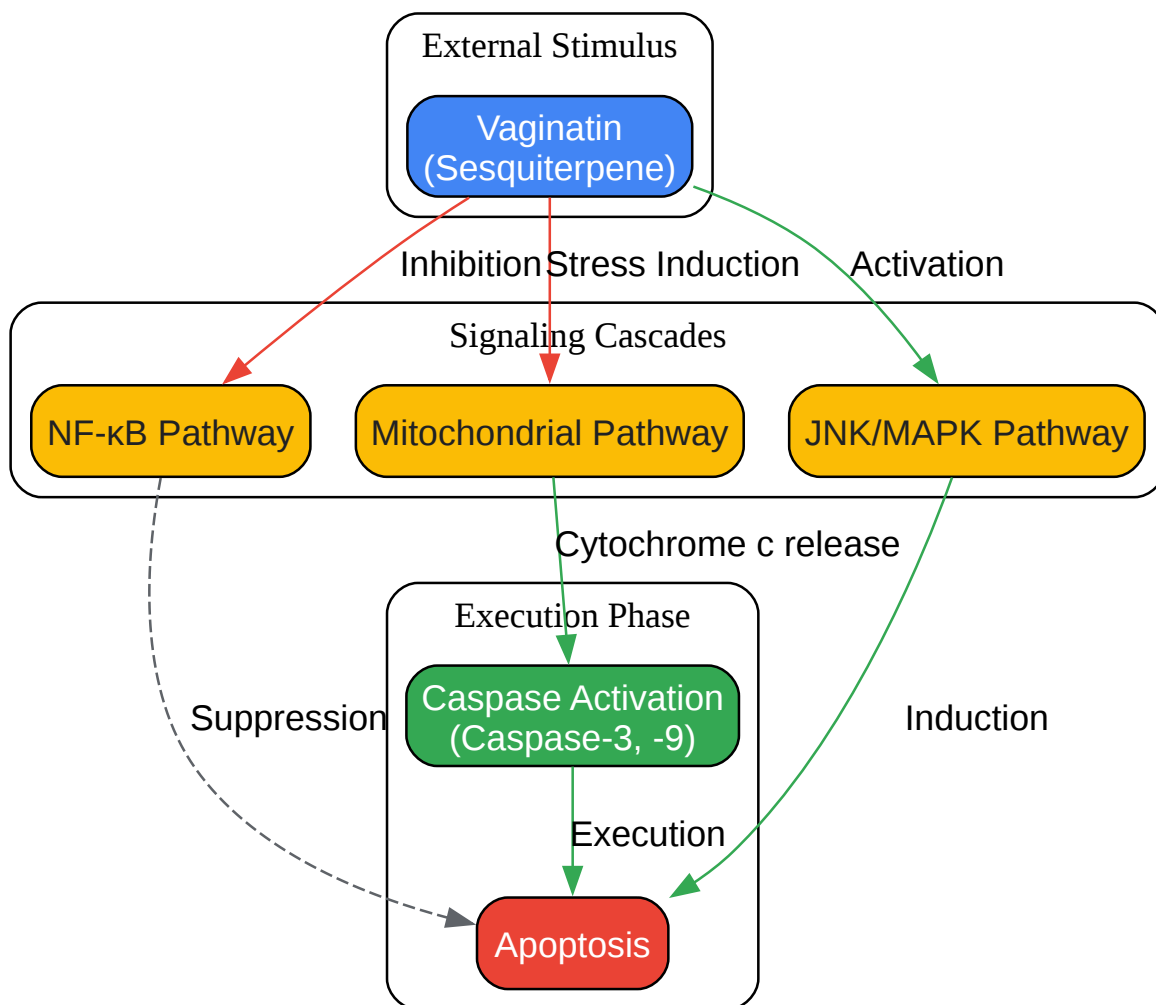 External Stimulus
Vaginatin
(Sesquiterpene)
Inhibition
Stress Induction
Activation
Signaling Cascades
NF-κB Pathway
Mitochondrial Pathway
JNK/MAPK Pathway
Cytochrome c release
Execution Phase
Caspase Activation
(Caspase-3, -9)
Suppression
Induction
Execution
Apoptosis